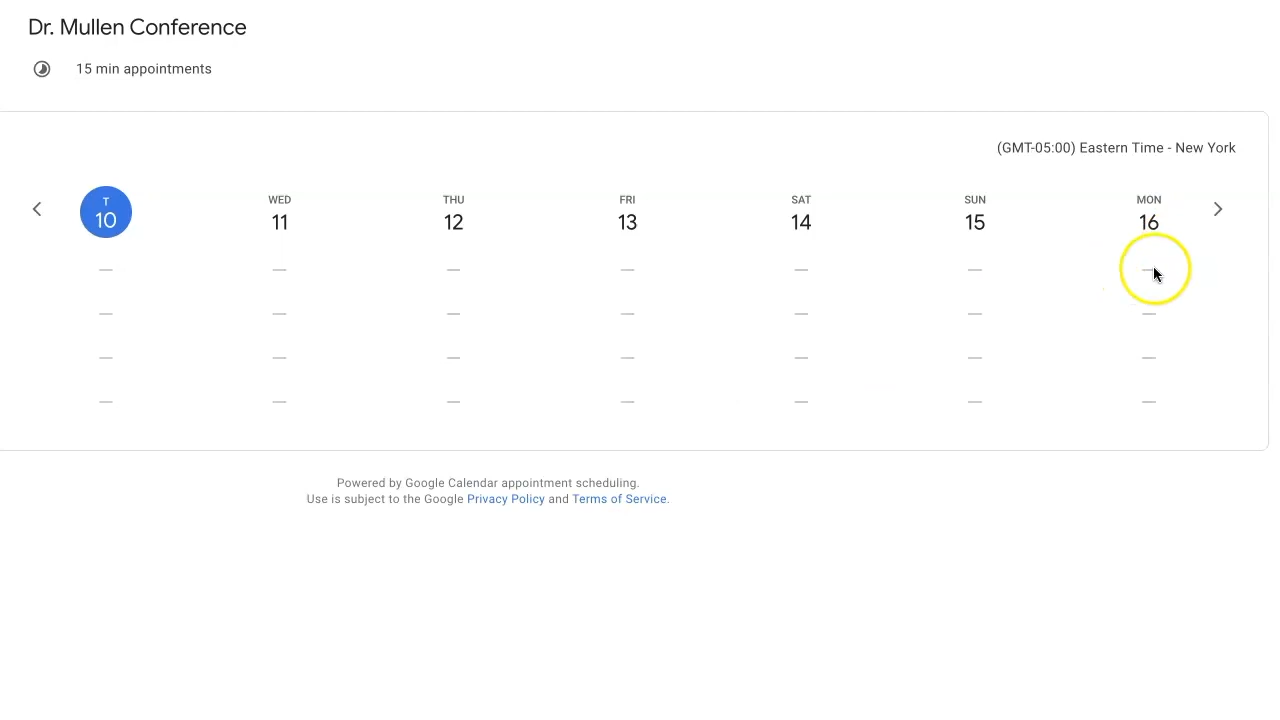 Dr. Mullen Conference
15 min appointments
(GMT-05:00) Eastern Time - New York
T WED THU FRI SAT SUN MON
10 11 12 13 14 15 16
— — — — — — —
— — — — — — —
— — — — — — —
— — — — — — —
Powered by Google Calendar appointment scheduling.
Use is subject to the Google Privacy Policy and Terms of Service.